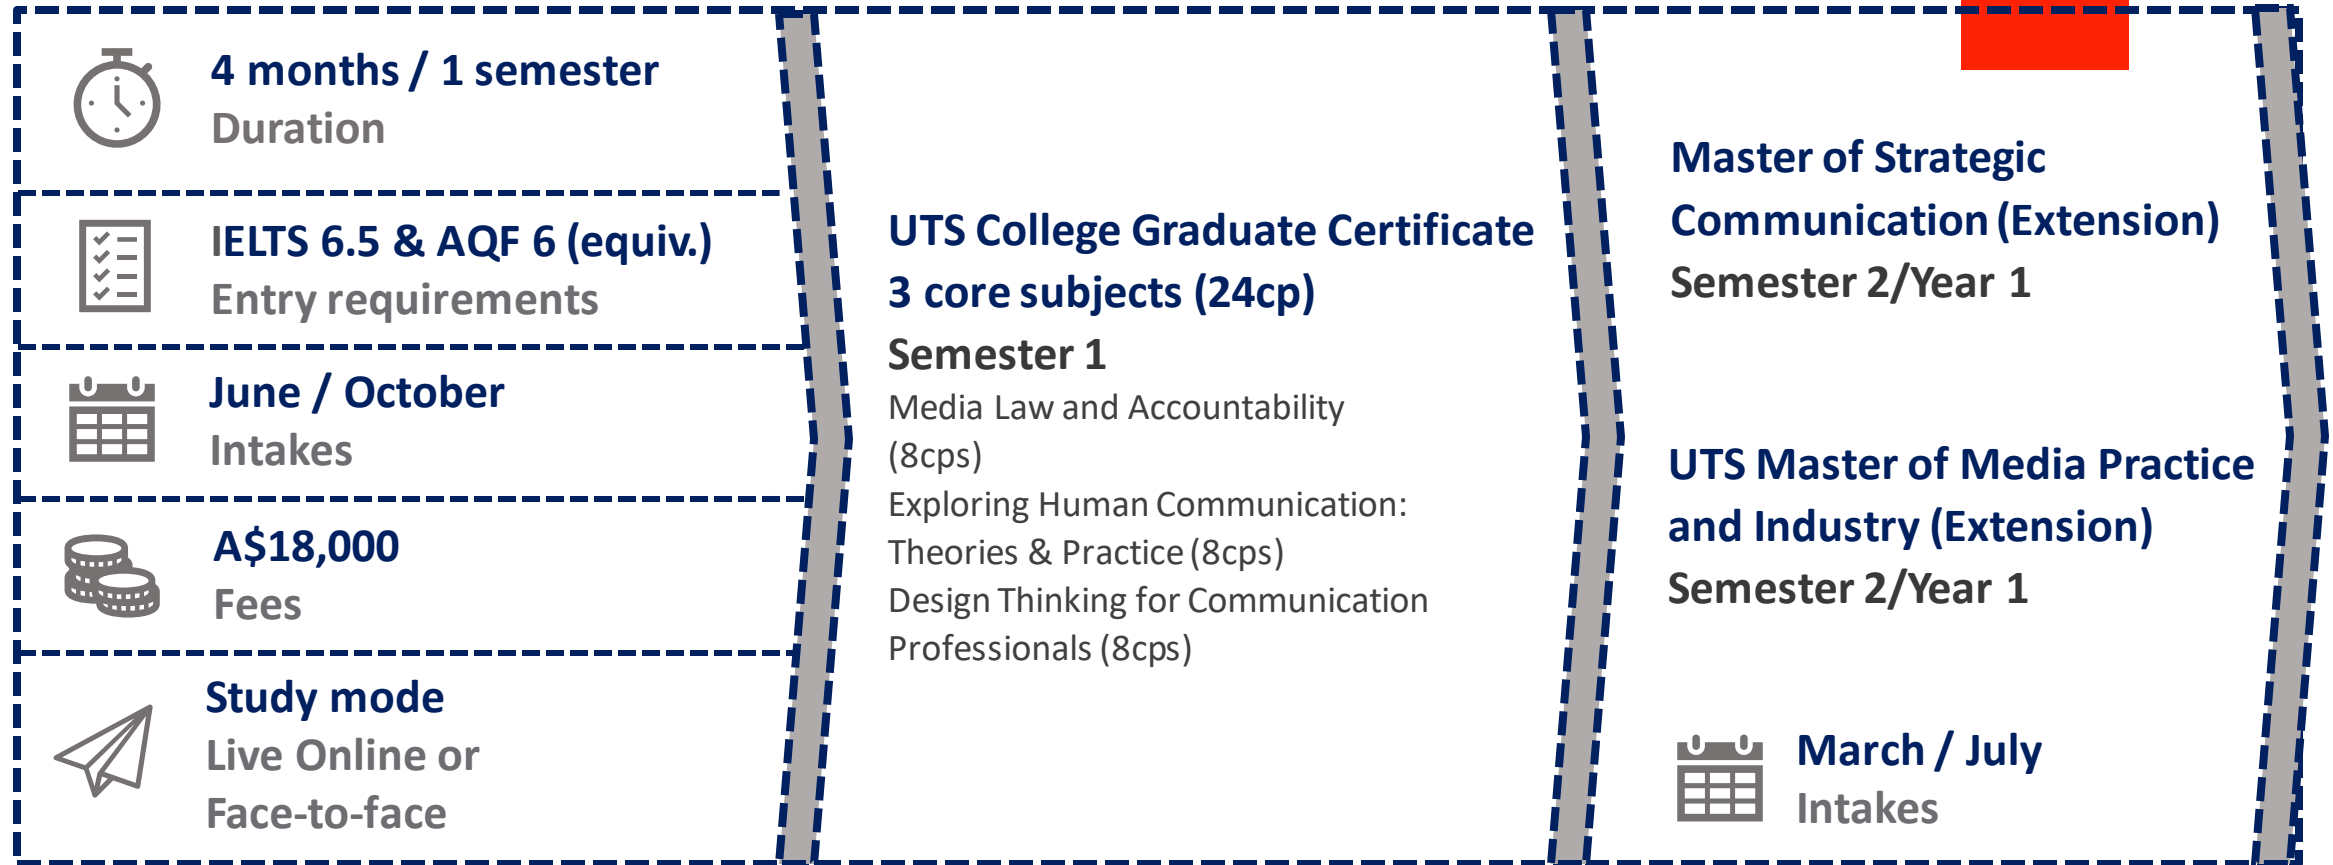 4 months / 1 semester
Duration
IELTS 6.5 & AQF 6 (equiv.)
Entry requirements
June / October
Intakes
A$18,000
Fees
Study mode
Live Online or
Face-to-face
UTS College Graduate Certificate
3 core subjects (24cp)
Semester 1
Media Law and Accountability
(8cps)
Exploring Human Communication:
Theories & Practice (8cps)
Design Thinking for Communication
Professionals (8cps)
Master of Strategic
Communication (Extension)
Semester 2/Year 1
UTS Master of Media Practice
and Industry (Extension)
Semester 2/Year 1
March / July
Intakes